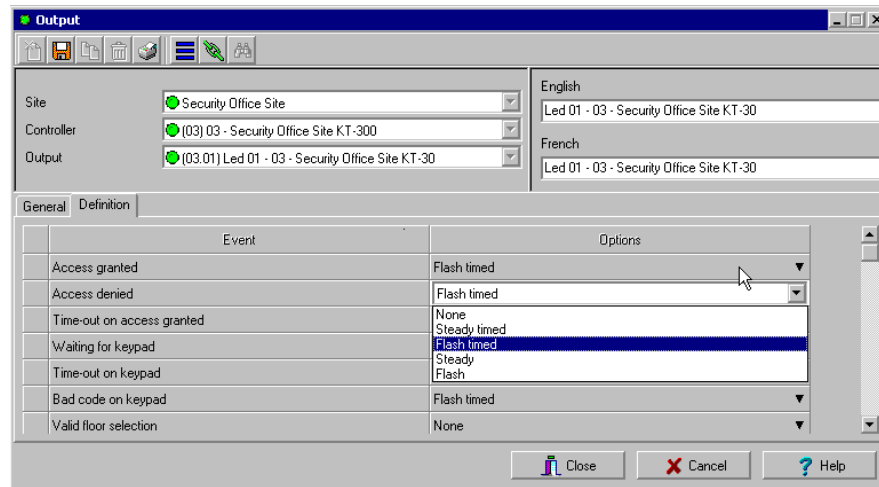 Output
Site
Security Office Site
Controller
(03) 03 - Security Office Site KT-300
Output
(03.01) Led 01 - 03 - Security Office Site KT-30
English
Led 01 - 03 - Security Office Site KT-30
French
Led 01 - 03 - Security Office Site KT-30
General Definition
Event Options
Access granted Flash timed
Access denied Flash timed
Time-out on access granted
Waiting for keypad
Time-out on keypad
None
Steady timed
Flash timed
Steady
Flash
Bad code on keypad Flash timed
Valid floor selection None
Close Cancel Help